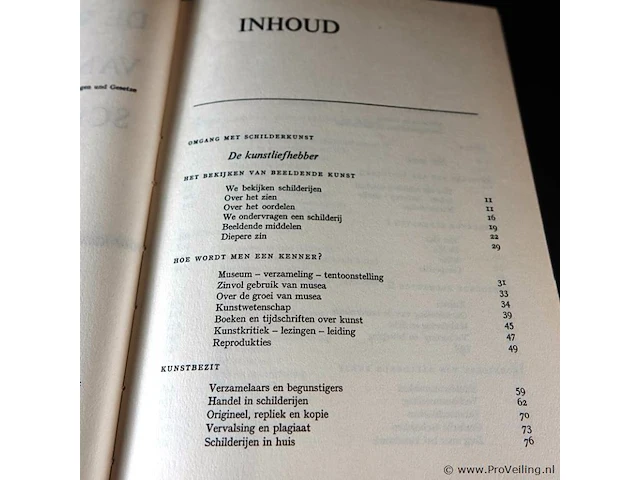 gen und Gesetze
INHOUD
OMGANG MET SCHILDERKUNST
De kunstliefhebber
HET BEKIJKEN VAN BEELDENDE KUNST
We bekijken schilderijen 11
Over het zien 11
Over het oordelen 16
We ondervragen een schilderij 19
Beeldende middelen 22
Diepere zin 29
HOE WORDT MEN EEN KENNER?
Museum – verzameling – tentoonstelling 31
Zinvol gebruik van musea 33
Over de groei van musea 34
Kunstwetenschap 39
Boeken en tijdschriften over kunst 45
Kunstkritiek – lezingen – leiding 47
Reprodukties 49
KUNSTBEZIT
Verzamelaars en begunstigers 59
Handel in schilderijen 62
Origineel, repliek en kopie 70
Vervalsing en plagiaat 73
Schilderijen in huis 76
© www.ProVeiling.nl